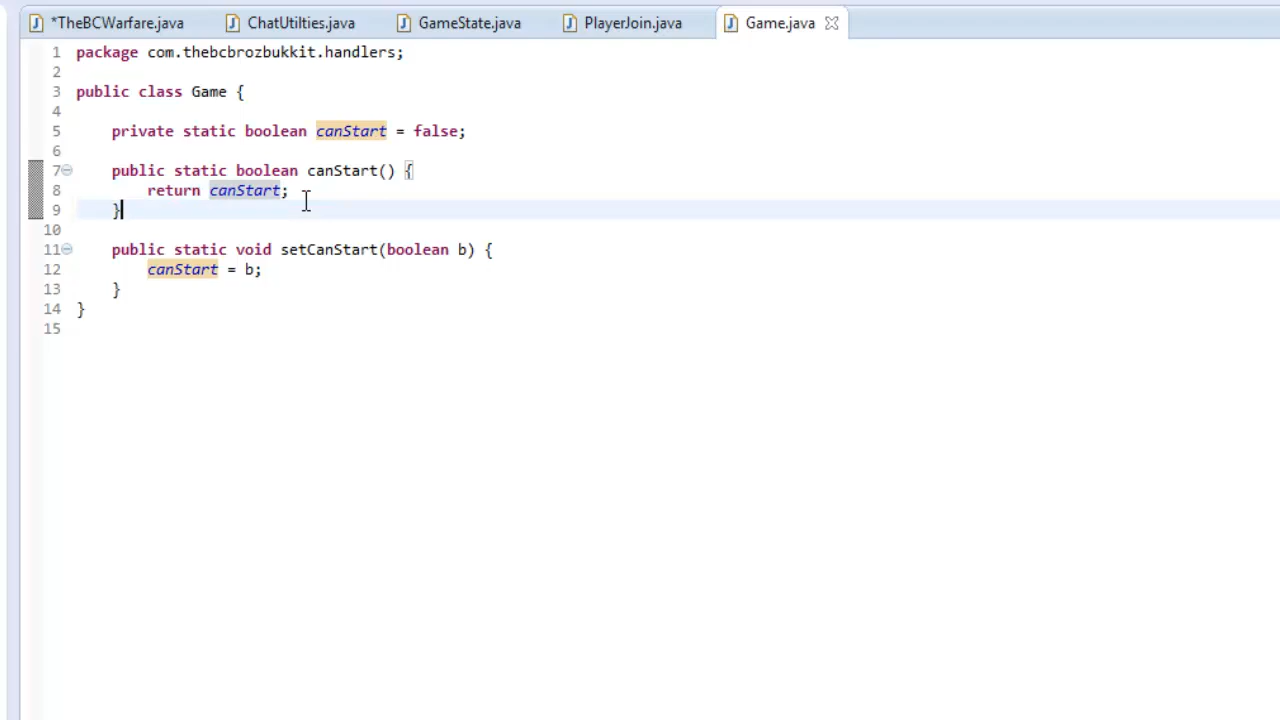 *TheBCWarfare.java ChatUtilties.java GameState.java PlayerJoin.java Game.java
1 package com.thebcbrozbukkit.handlers;
2
3 public class Game {
4
5 private static boolean canStart = false;
6
7 public static boolean canStart() {
8 return canStart;
9 }
10
11 public static void setCanStart(boolean b) {
12 canStart = b;
13 }
14 }
15